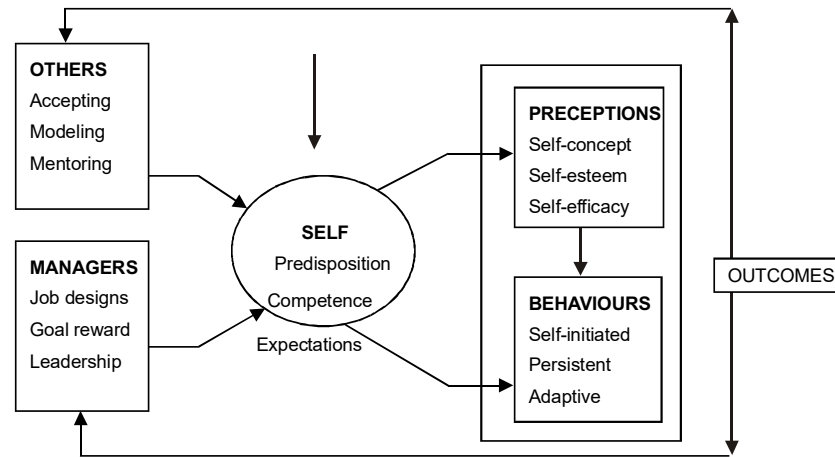 OTHERS
Accepting
Modeling
Mentoring
MANAGERS
Job designs
Goal reward
Leadership
SELF
Predisposition
Competence
Expectations
PRECEPTIONS
Self-concept
Self-esteem
Self-efficacy
BEHAVIOURS
Self-initiated
Persistent
Adaptive
OUTCOMES